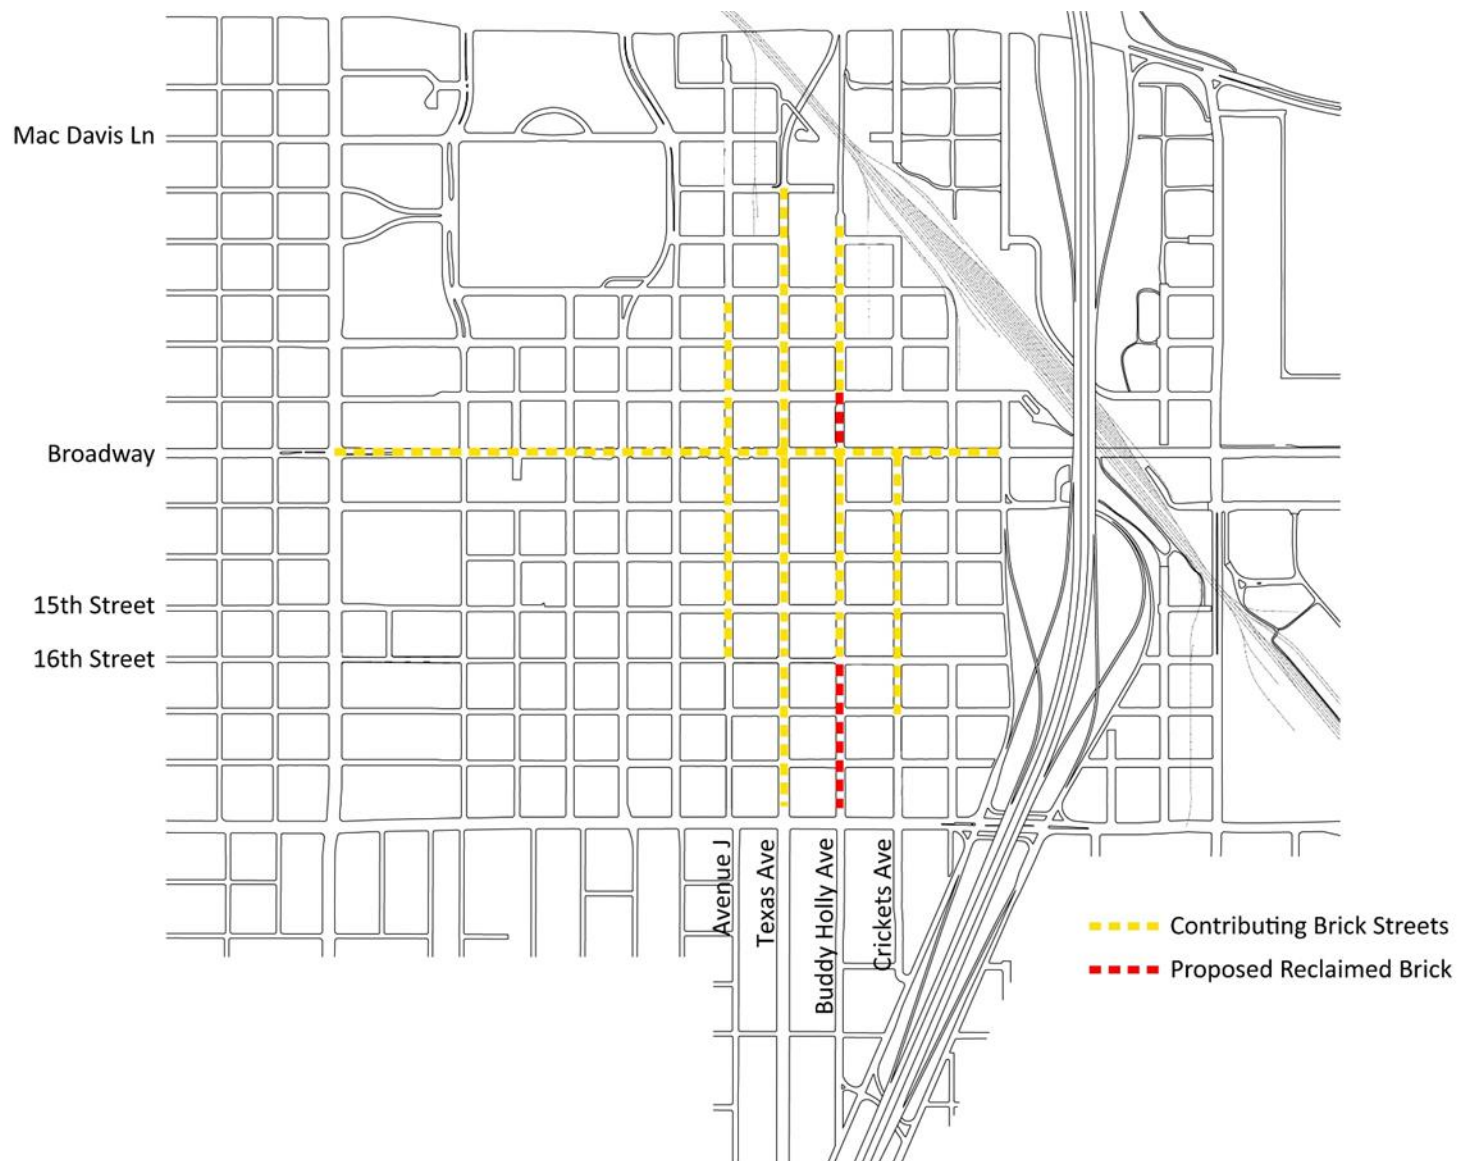 Mac Davis Ln
Broadway
15th Street
16th Street
Avenue J
Texas Ave
Buddy Holly Ave
Crickets Ave
Contributing Brick Streets
Proposed Reclaimed Brick